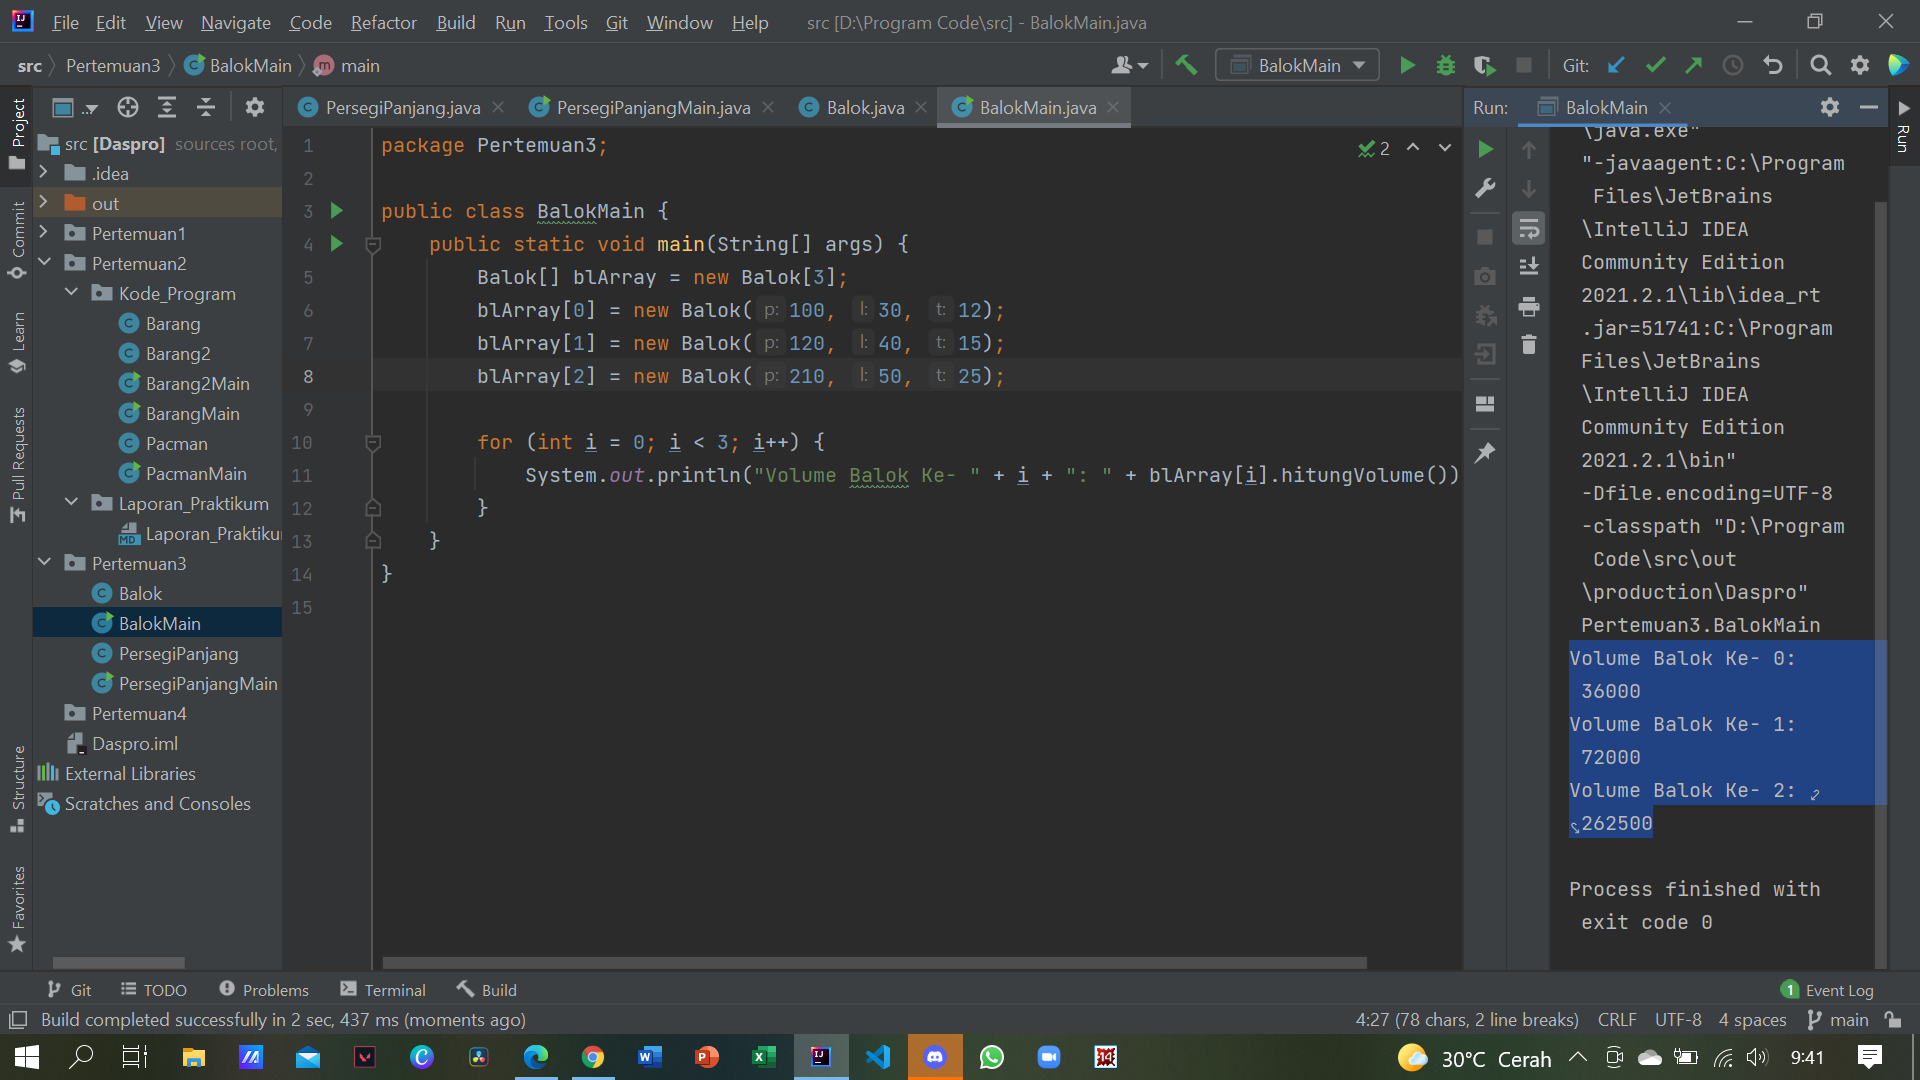 File Edit View Navigate Code Refactor Build Run Tools Git Window Help src [D:\Program Code\src] - BalokMain.java
src Pertemuan3 BalokMain main BalokMain Git:
PersegiPanjang.java PersegiPanjangMain.java Balok.java BalokMain.java Run: BalokMain
Project
Commit
Learn
Pull Requests
Structure
Favorites
src [Daspro] sources root,
.idea
out
Pertemuan1
Pertemuan2
Kode_Program
Barang
Barang2
Barang2Main
BarangMain
Pacman
PacmanMain
Laporan_Praktikum
Laporan_Praktiku
Pertemuan3
Balok
BalokMain
PersegiPanjang
PersegiPanjangMain
Pertemuan4
Daspro.iml
External Libraries
Scratches and Consoles
1 package Pertemuan3;
2
3 public class BalokMain {
4 public static void main(String[] args) {
5 Balok[] blArray = new Balok[3];
6 blArray[0] = new Balok( p: 100, l: 30, t: 12);
7 blArray[1] = new Balok( p: 120, l: 40, t: 15);
8 blArray[2] = new Balok( p: 210, l: 50, t: 25);
9
10 for (int i = 0; i < 3; i++) {
11 System.out.println("Volume Balok Ke- " + i + ": " + blArray[i].hitungVolume())
12 }
13 }
14 }
15
2
\java.exe"
"-javaagent:C:\Program
Files\JetBrains
\IntelliJ IDEA
Community Edition
2021.2.1\lib\idea_rt
.jar=51741:C:\Program
Files\JetBrains
\IntelliJ IDEA
Community Edition
2021.2.1\bin"
-Dfile.encoding=UTF-8
-classpath "D:\Program
Code\src\out
\production\Daspro"
Pertemuan3.BalokMain
Volume Balok Ke- 0:
36000
Volume Balok Ke- 1:
72000
Volume Balok Ke- 2:
262500
Process finished with
exit code 0
Run
Git TODO Problems Terminal Build 1 Event Log
Build completed successfully in 2 sec, 437 ms (moments ago) 4:27 (78 chars, 2 line breaks) CRLF UTF-8 4 spaces main
30°C Cerah 9:41